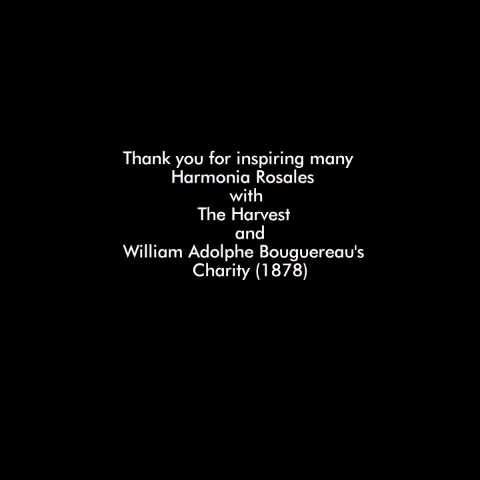 Thank you for inspiring many
Harmonia Rosales
with
The Harvest
and
William Adolphe Bouguereau's
Charity (1878)